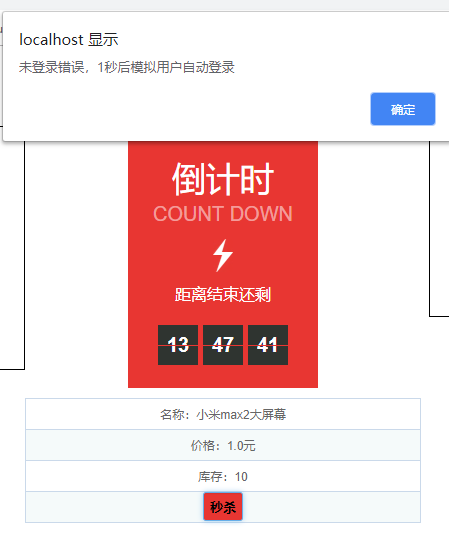 localhost 显示
未登录错误，1秒后模拟用户自动登录
确定
倒计时
COUNT DOWN
距离结束还剩
13 47 41
名称：小米max2大屏幕
价格：1.0元
库存：10
秒杀